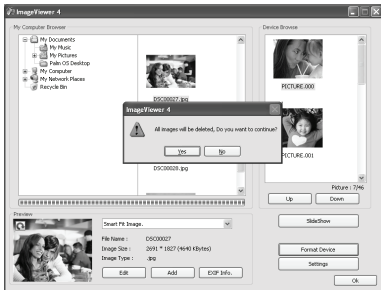 ImageViewer 4
My Computer Browser
My Documents
My Music
My Pictures
Palm OS Desktop
My Computer
My Network Places
Recycle Bin
DSC00027.jpg
DSC00028.jpg
Device Browse
PICTURE.000
PICTURE.001
Picture : 7/46
Up
Down
ImageViewer 4
All images will be deleted, Do you want to continue?
Yes
No
Preview
Smart Fit Image.
File Name : DSC00027
Image Size : 2691 * 1827 (4640 KBytes)
Image Type : .jpg
Edit
Add
EXIF Info.
SlideShow
Format Device
Settings
Ok